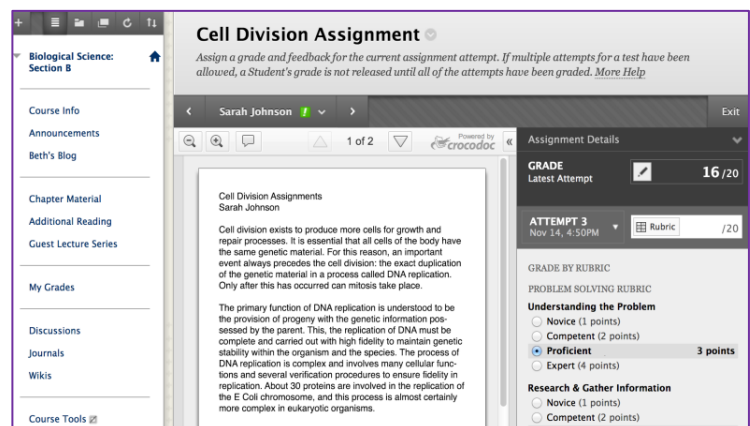 Biological Science:
Section B
Course Info
Announcements
Beth's Blog
Chapter Material
Additional Reading
Guest Lecture Series
My Grades
Discussions
Journals
Wikis
Course Tools
Cell Division Assignment
Assign a grade and feedback for the current assignment attempt. If multiple attempts for a test have been
allowed, a Student's grade is not released until all of the attempts have been graded. More Help
Sarah Johnson
Exit
1 of 2
Powered by
crocodoc
Cell Division Assignments
Sarah Johnson
Cell division exists to produce more cells for growth and
repair processes. It is essential that all cells of the body have
the same genetic material. For this reason, an important
event always precedes the cell division: the exact duplication
of the genetic material in a process called DNA replication.
Only after this has occurred can mitosis take place.
The primary function of DNA replication is understood to be
the provision of progeny with the genetic information pos-
sessed by the parent. This, the replication of DNA must be
complete and carried out with high fidelity to maintain genetic
stability within the organism and the species. The process of
DNA replication is complex and involves many cellular func-
tions and several verification procedures to ensure fidelity in
replication. About 30 proteins are involved in the replication of
the E Coli chromosome, and this process is almost certainly
more complex in eukaryotic organisms.
Assignment Details
GRADE
Latest Attempt
16 /20
ATTEMPT 3
Nov 14, 4:50PM
Rubric
/20
GRADE BY RUBRIC
PROBLEM SOLVING RUBRIC
Understanding the Problem
Novice (1 points)
Competent (2 points)
Proficient 3 points
Expert (4 points)
Research & Gather Information
Novice (1 points)
Competent (2 points)